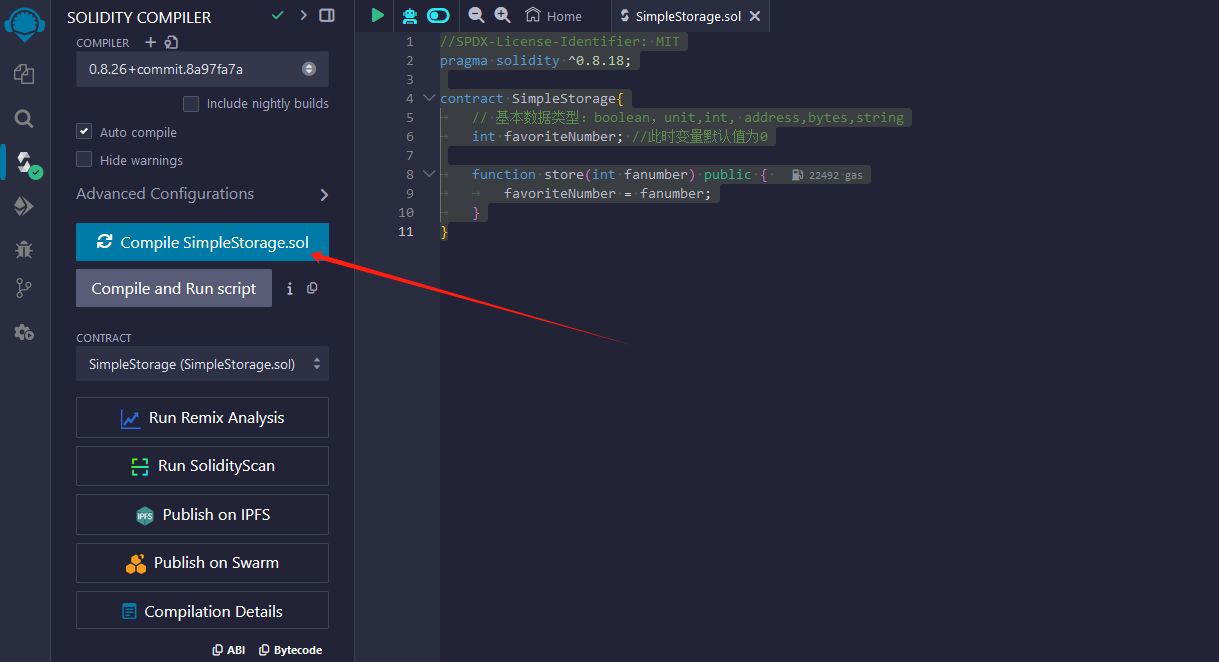 SOLIDITY COMPILER
COMPILER
0.8.26+commit.8a97fa7a
Include nightly builds
Auto compile
Hide warnings
Advanced Configurations
Compile SimpleStorage.sol
Compile and Run script
i
CONTRACT
SimpleStorage (SimpleStorage.sol)
Run Remix Analysis
Run SolidityScan
IPFS Publish on IPFS
Publish on Swarm
Compilation Details
ABI Bytecode
Home SimpleStorage.sol
1 //SPDX-License-Identifier: MIT
2 pragma solidity ^0.8.18;
3
4 contract SimpleStorage{
5 // 基本数据类型：boolean，unit,int, address,bytes,string
6 int favoriteNumber; //此时变量默认值为0
7
8 function store(int fanumber) public { 22492 gas
9 favoriteNumber = fanumber;
10 }
11 }